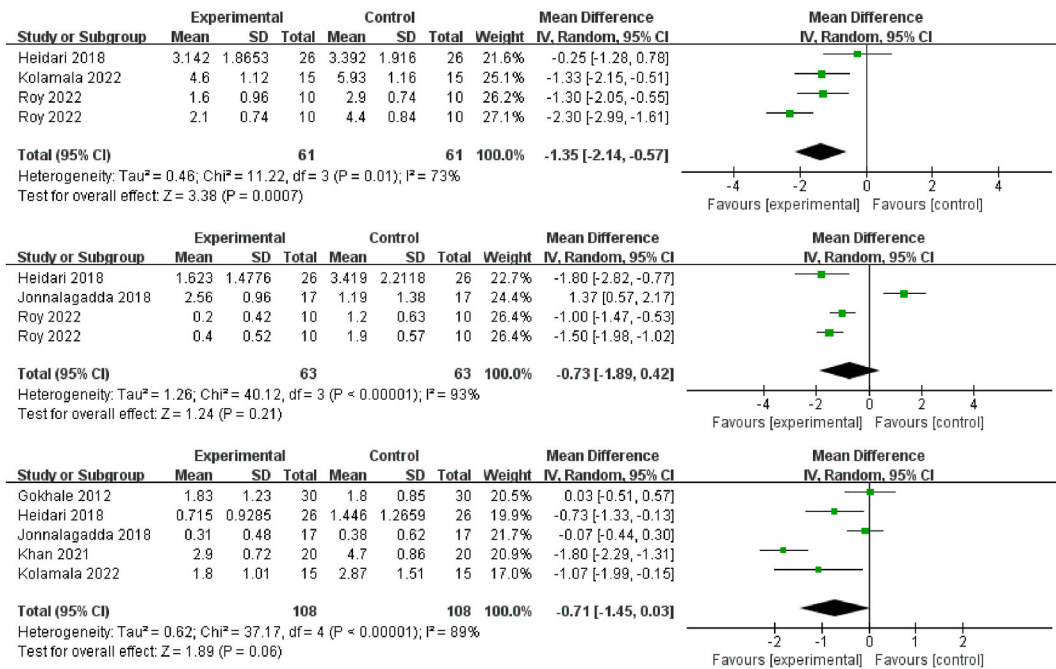 Experimental Control Mean Difference Mean Difference
Study or Subgroup Mean SD Total Mean SD Total Weight IV, Random, 95% CI IV, Random, 95% CI
Heidari 2018 3.142 1.8653 26 3.392 1.916 26 21.6% -0.25 [-1.28, 0.78]
Kolamala 2022 4.6 1.12 15 5.93 1.16 15 25.1% -1.33 [-2.15, -0.51]
Roy 2022 1.6 0.96 10 2.9 0.74 10 26.2% -1.30 [-2.05, -0.55]
Roy 2022 2.1 0.74 10 4.4 0.84 10 27.1% -2.30 [-2.99, -1.61]
Total (95% CI) 61 61 100.0% -1.35 [-2.14, -0.57]
Heterogeneity: Tau² = 0.46; Chi² = 11.22, df = 3 (P = 0.01); I² = 73%
Test for overall effect: Z = 3.38 (P = 0.0007)
-4 -2 0 2 4
Favours [experimental] Favours [control]
Experimental Control Mean Difference Mean Difference
Study or Subgroup Mean SD Total Mean SD Total Weight IV, Random, 95% CI IV, Random, 95% CI
Heidari 2018 1.623 1.4776 26 3.419 2.2118 26 22.7% -1.80 [-2.82, -0.77]
Jonnalagadda 2018 2.56 0.96 17 1.19 1.38 17 24.4% 1.37 [0.57, 2.17]
Roy 2022 0.2 0.42 10 1.2 0.63 10 26.4% -1.00 [-1.47, -0.53]
Roy 2022 0.4 0.52 10 1.9 0.57 10 26.4% -1.50 [-1.98, -1.02]
Total (95% CI) 63 63 100.0% -0.73 [-1.89, 0.42]
Heterogeneity: Tau² = 1.26; Chi² = 40.12, df = 3 (P < 0.00001); I² = 93%
Test for overall effect: Z = 1.24 (P = 0.21)
-4 -2 0 2 4
Favours [experimental] Favours [control]
Experimental Control Mean Difference Mean Difference
Study or Subgroup Mean SD Total Mean SD Total Weight IV, Random, 95% CI IV, Random, 95% CI
Gokhale 2012 1.83 1.23 30 1.8 0.85 30 20.5% 0.03 [-0.51, 0.57]
Heidari 2018 0.715 0.9285 26 1.446 1.2659 26 19.9% -0.73 [-1.33, -0.13]
Jonnalagadda 2018 0.31 0.48 17 0.38 0.62 17 21.7% -0.07 [-0.44, 0.30]
Khan 2021 2.9 0.72 20 4.7 0.86 20 20.9% -1.80 [-2.29, -1.31]
Kolamala 2022 1.8 1.01 15 2.87 1.51 15 17.0% -1.07 [-1.99, -0.15]
Total (95% CI) 108 108 100.0% -0.71 [-1.45, 0.03]
Heterogeneity: Tau² = 0.62; Chi² = 37.17, df = 4 (P < 0.00001); I² = 89%
Test for overall effect: Z = 1.89 (P = 0.06)
-2 -1 0 1 2
Favours [experimental] Favours [control]